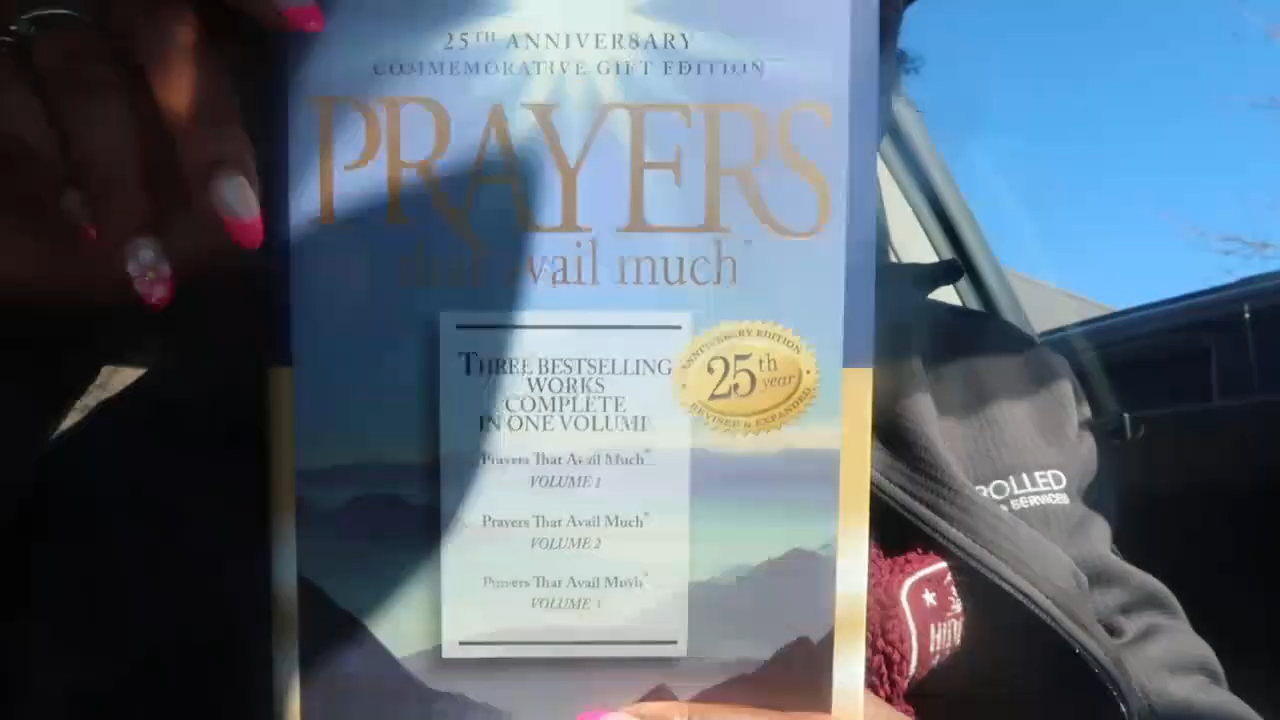 25TH ANNIVERSARY
COMMEMORATIVE GIFT EDITION
PRAYERS
that avail much™
THREE BESTSELLING
WORKS
COMPLETE
IN ONE VOLUME
ANNIVERSARY EDITION
25th
year
REVISED & EXPANDED
Prayers That Avail Much®
VOLUME 1
Prayers That Avail Much®
VOLUME 2
Prayers That Avail Much®
VOLUME
ROLLED
SERVICES